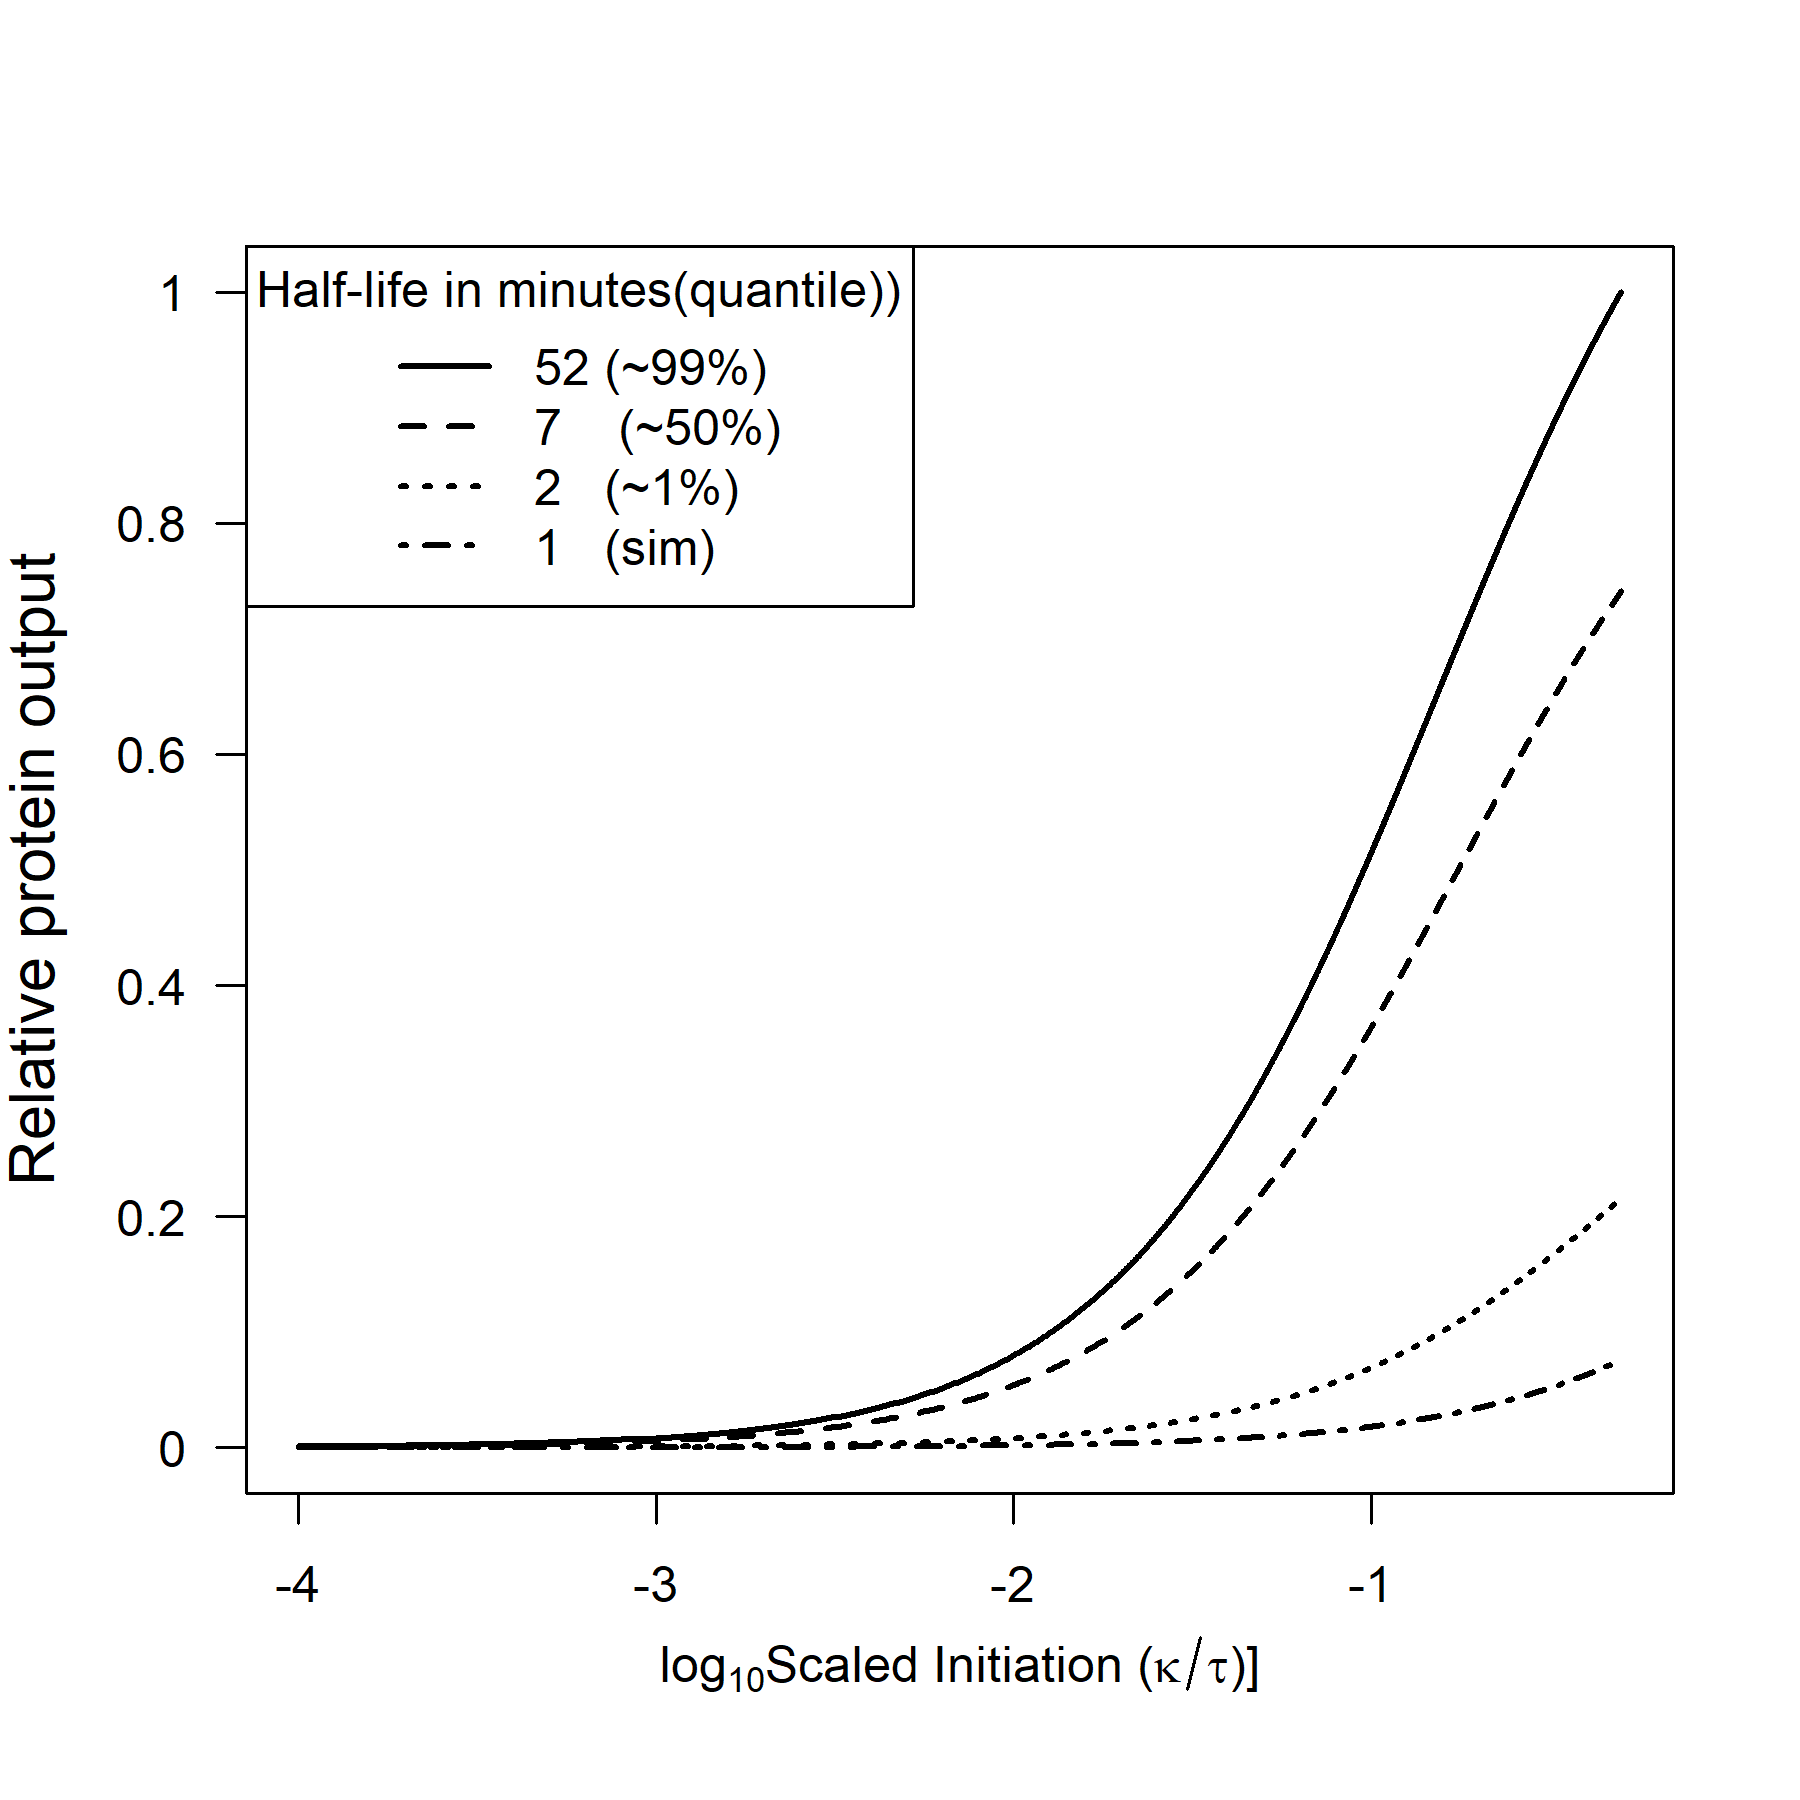 Half-life in minutes(quantile))
52 (~99%)
7 (~50%)
2 (~1%)
1 (sim)
Relative protein output
1
0.8
0.6
0.4
0.2
0
-4 -3 -2 -1
log₁₀Scaled Initiation (κ/τ)]